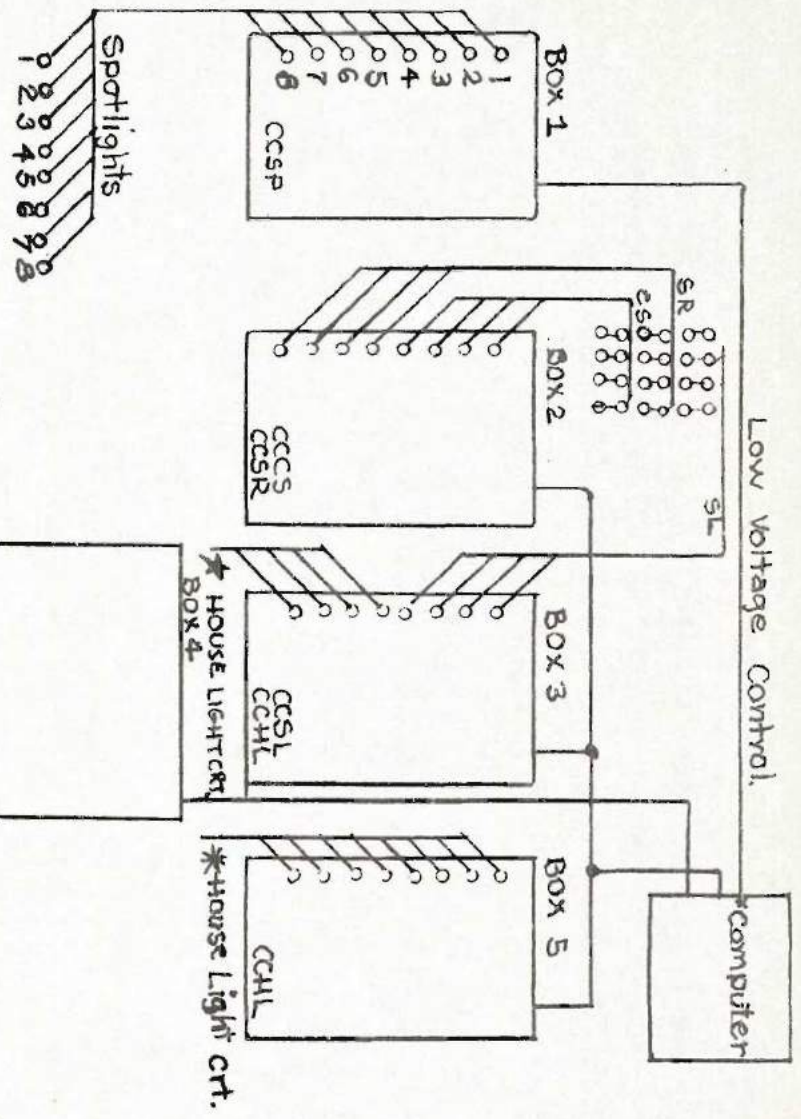 Low Voltage Control.
Computer
SL
SR
CS
BOX 1
BOX 2
BOX 3
BOX 5
1
2
3
4
5
6
7
8
CCSP
CCCS
CCSR
CCSL
CCHL
CCHL
* HOUSE LIGHT CRT.
* House Light crt.
BOX 4
Spotlights
1 2 3 4 5 6 7 8